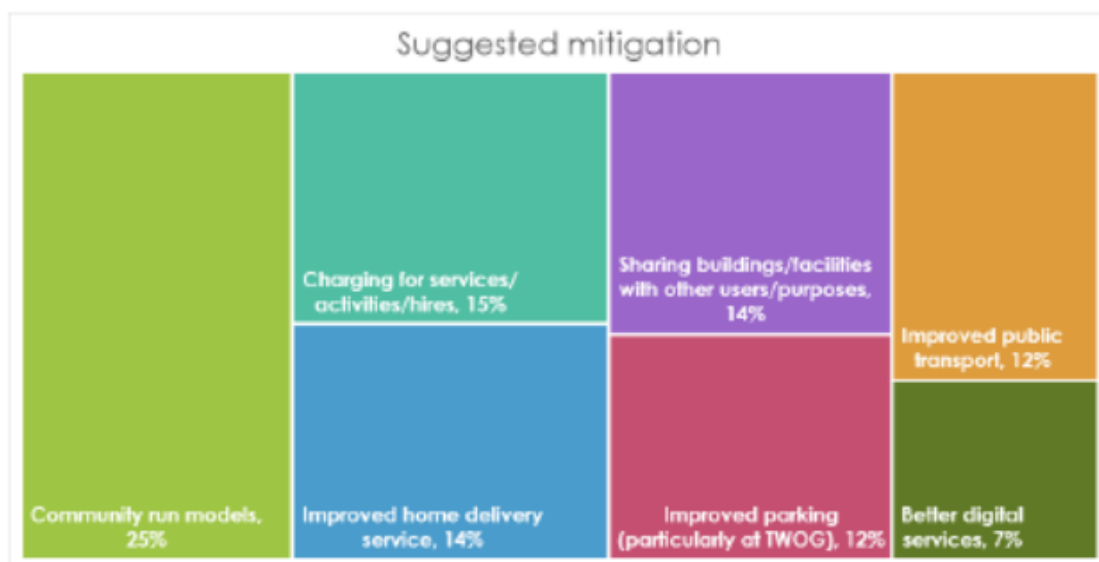 Suggested mitigation
Community run models,
25%
Charging for services/
activities/hires, 15%
Improved home delivery
service, 14%
Sharing buildings/facilities
with other users/purposes,
14%
Improved parking
(particularly at TWOG), 12%
Improved public
transport, 12%
Better digital
services, 7%